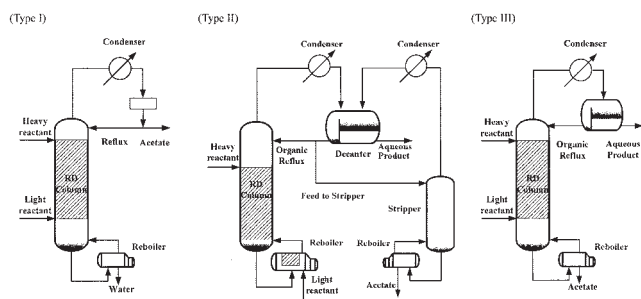 (Type I)
Condenser
Heavy
reactant
Reflux
Acetate
RD
Column
Light
reactant
Reboiler
Water
(Type II)
Condenser
Condenser
Heavy
reactant
Organic
Reflux
Decanter
Aqueous
Product
RD
Column
Feed to Stripper
Stripper
Reboiler
Reboiler
Light
reactant
Acetate
(Type III)
Condenser
Heavy
reactant
Organic
Reflux
Aqueous
Product
RD
Column
Light
reactant
Reboiler
Acetate